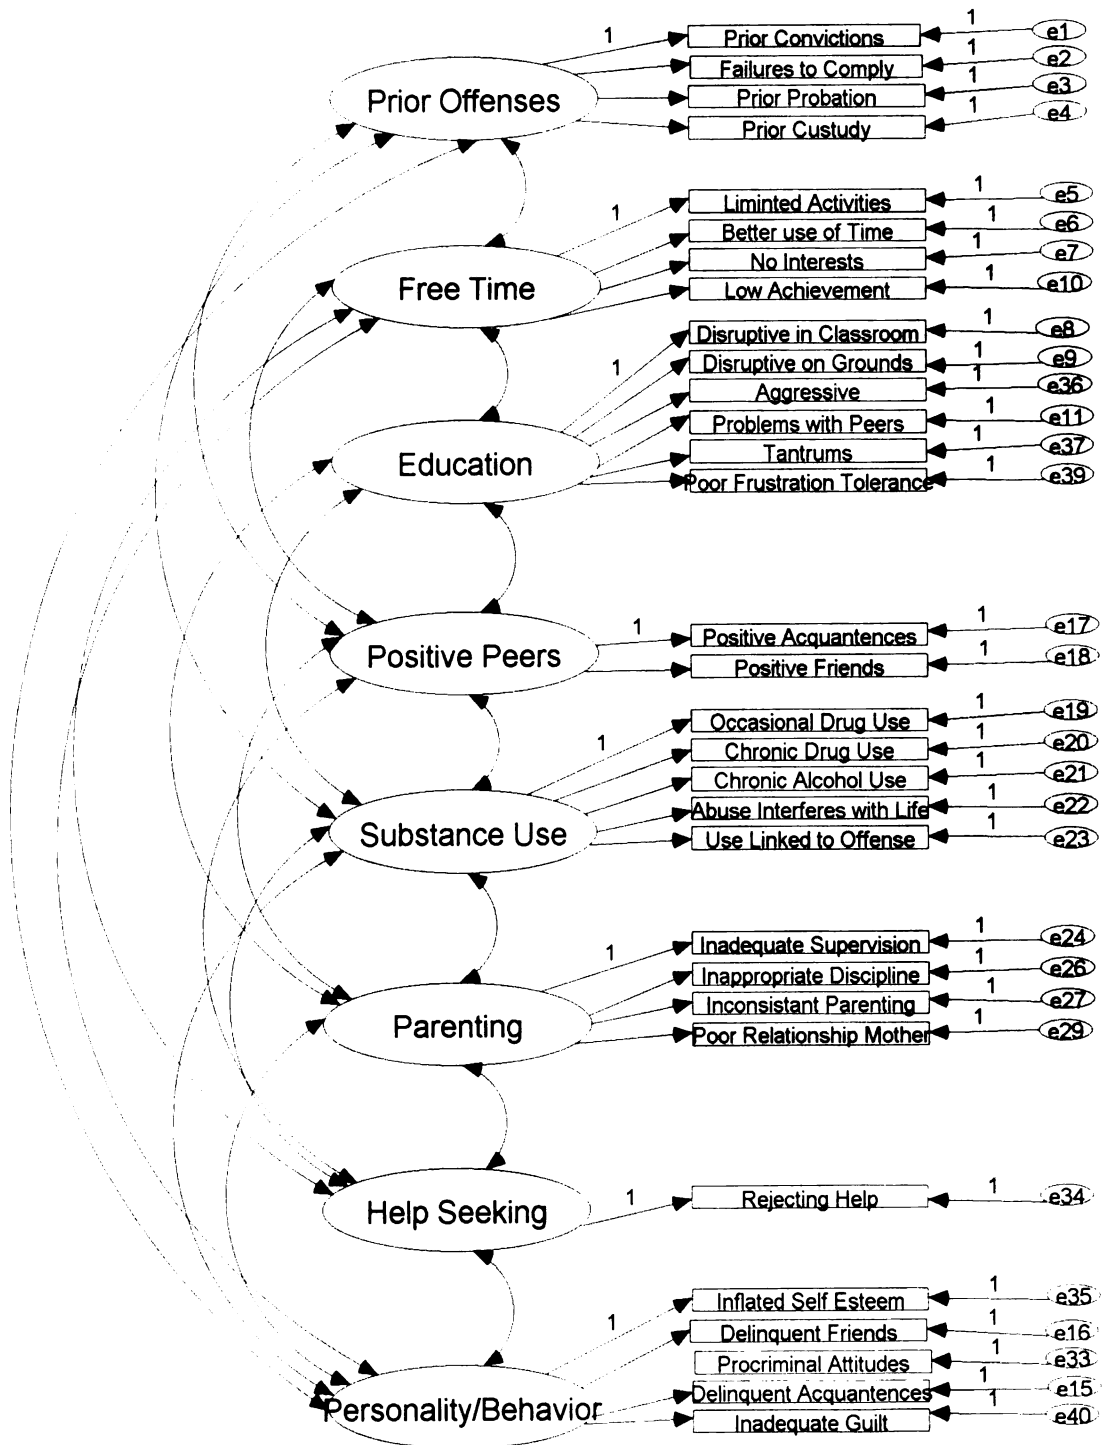 1 Prior Convictions 1 e1
Failures to Comply 1 e2
Prior Offenses
Prior Probation 1 e3
Prior Custudy 1 e4
1 Liminted Activities 1 e5
Better use of Time 1 e6
Free Time
No Interests 1 e7
Low Achievement 1 e10
1 Disruptive in Classroom 1 e8
Disruptive on Grounds 1 e9
Aggressive 1 e36
Problems with Peers 1 e11
Education
Tantrums 1 e37
Poor Frustration Tolerance 1 e39
1 Positive Acquantences 1 e17
Positive Peers
Positive Friends 1 e18
Occasional Drug Use 1 e19
1 Chronic Drug Use 1 e20
Chronic Alcohol Use 1 e21
Abuse Interferes with Life 1 e22
Substance Use
Use Linked to Offense 1 e23
1 Inadequate Supervision 1 e24
Inappropriate Discipline 1 e26
Inconsistant Parenting 1 e27
Parenting
Poor Relationship Mother 1 e29
1 Rejecting Help 1 e34
Help Seeking
1 Inflated Self Esteem 1 e35
Delinquent Friends 1 e16
Procriminal Attitudes 1 e33
Delinquent Acquantences 1 e15
Personality/Behavior
Inadequate Guilt 1 e40